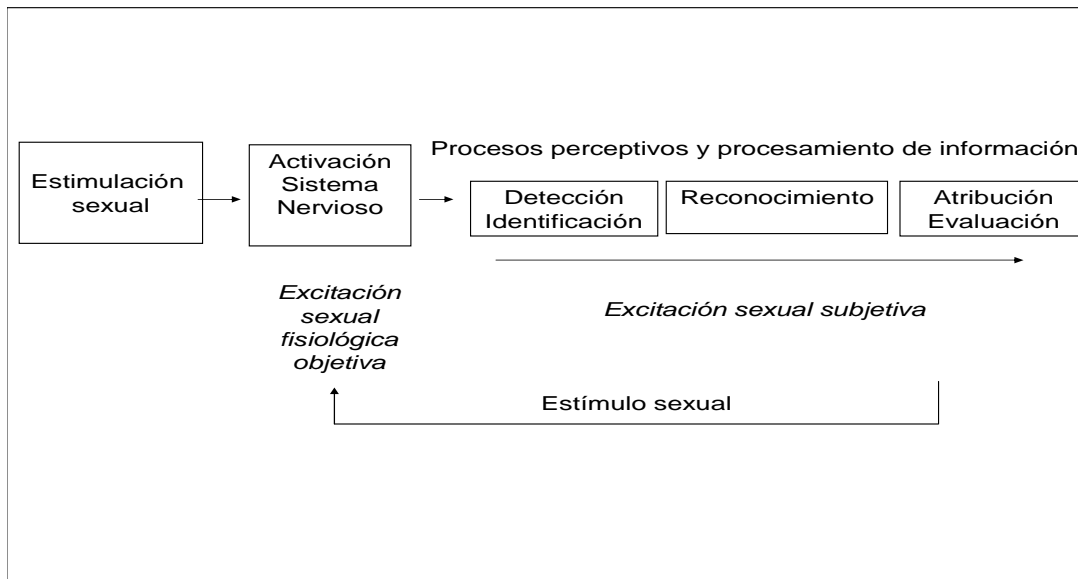 Estimulación
sexual
Activación
Sistema
Nervioso
Procesos perceptivos y procesamiento de información
Detección
Identificación
Reconocimiento
Atribución
Evaluación
Excitación
sexual
fisiológica
objetiva
Excitación sexual subjetiva
Estímulo sexual